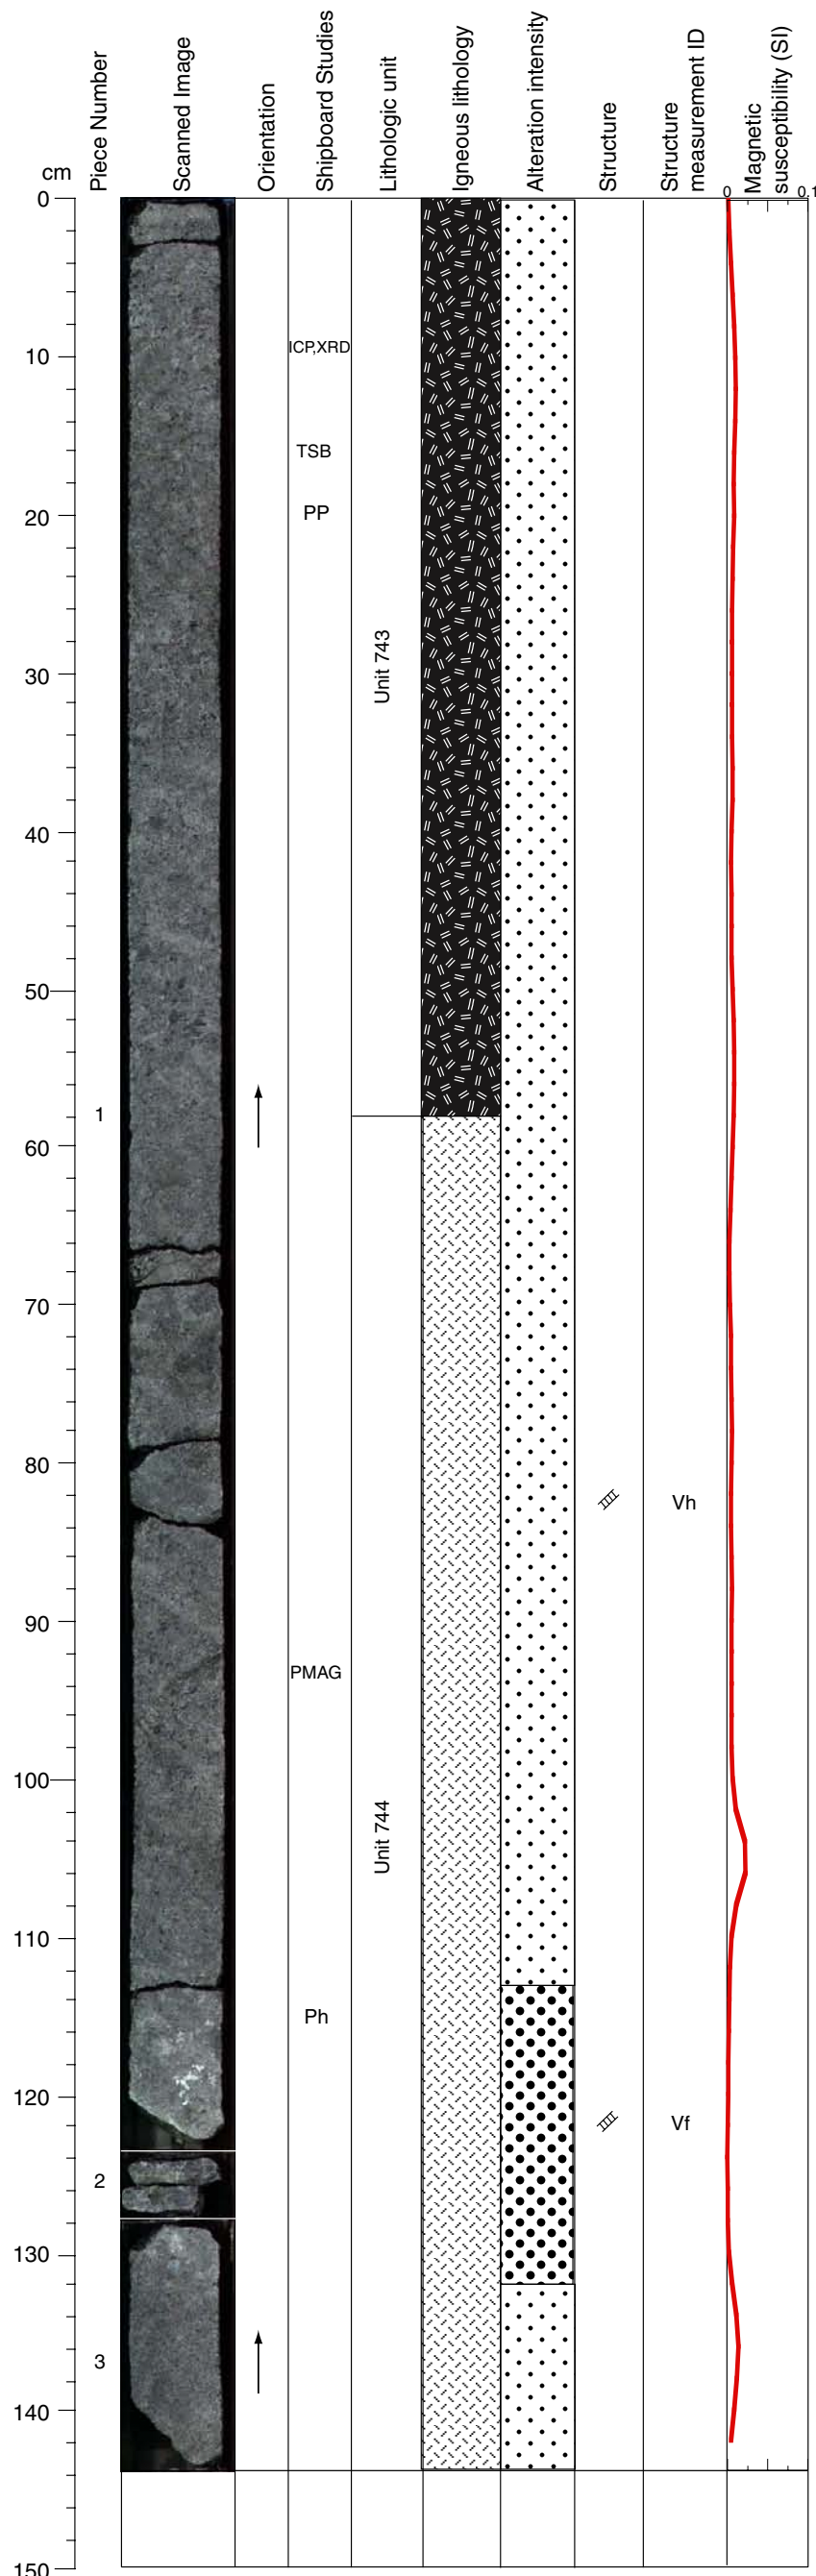 cm
Piece Number
Scanned Image
Orientation
Shipboard Studies
Lithologic unit
Igneous lithology
Alteration intensity
Structure
Structure
measurement ID
Magnetic
susceptibility (SI)
0 0.1
0
ICP,XRD
10
TSB
PP
20
Unit 743
30
40
50
1
60
70
80
Vh
90
PMAG
100
Unit 744
110
Ph
120
Vf
2
130
3
140
150